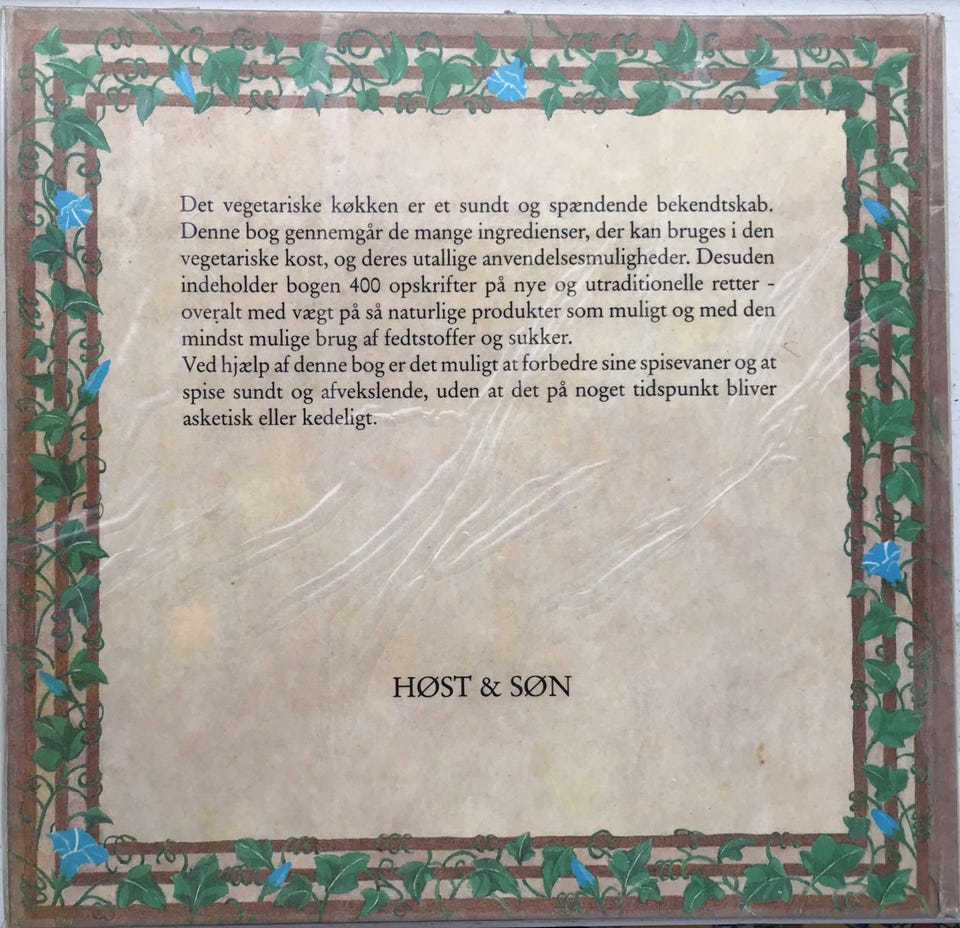 Det vegetariske køkken er et sundt og spændende bekendtskab.
Denne bog gennemgår de mange ingredienser, der kan bruges i den
vegetariske kost, og deres utallige anvendelsesmuligheder. Desuden
indeholder bogen 400 opskrifter på nye og utraditionelle retter -
overalt med vægt på så naturlige produkter som muligt og med den
mindst mulige brug af fedtstoffer og sukker.
Ved hjælp af denne bog er det muligt at forbedre sine spisevaner og at
spise sundt og afvekslende, uden at det på noget tidspunkt bliver
asketisk eller kedeligt.
HØST & SØN